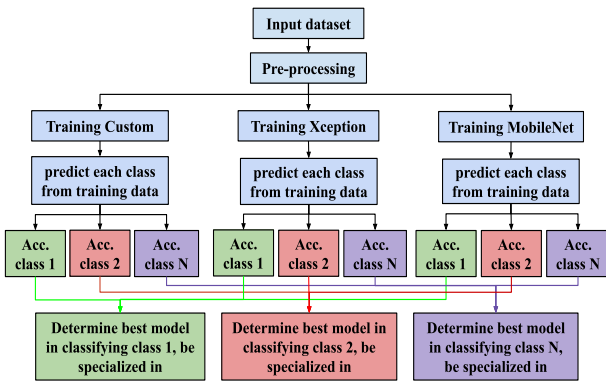 Input dataset
Pre-processing
Training Custom
Training Xception
Training MobileNet
predict each class
from training data
predict each class
from training data
predict each class
from training data
Acc.
class 1
Acc.
class 2
Acc.
class N
Acc.
class 1
Acc.
class 2
Acc.
class N
Acc.
class 1
Acc.
class 2
Acc.
class N
Determine best model
in classifying class 1, be
specialized in
Determine best model in
classifying class 2, be
specialized in
Determine best model
in classifying class N,
be specialized in